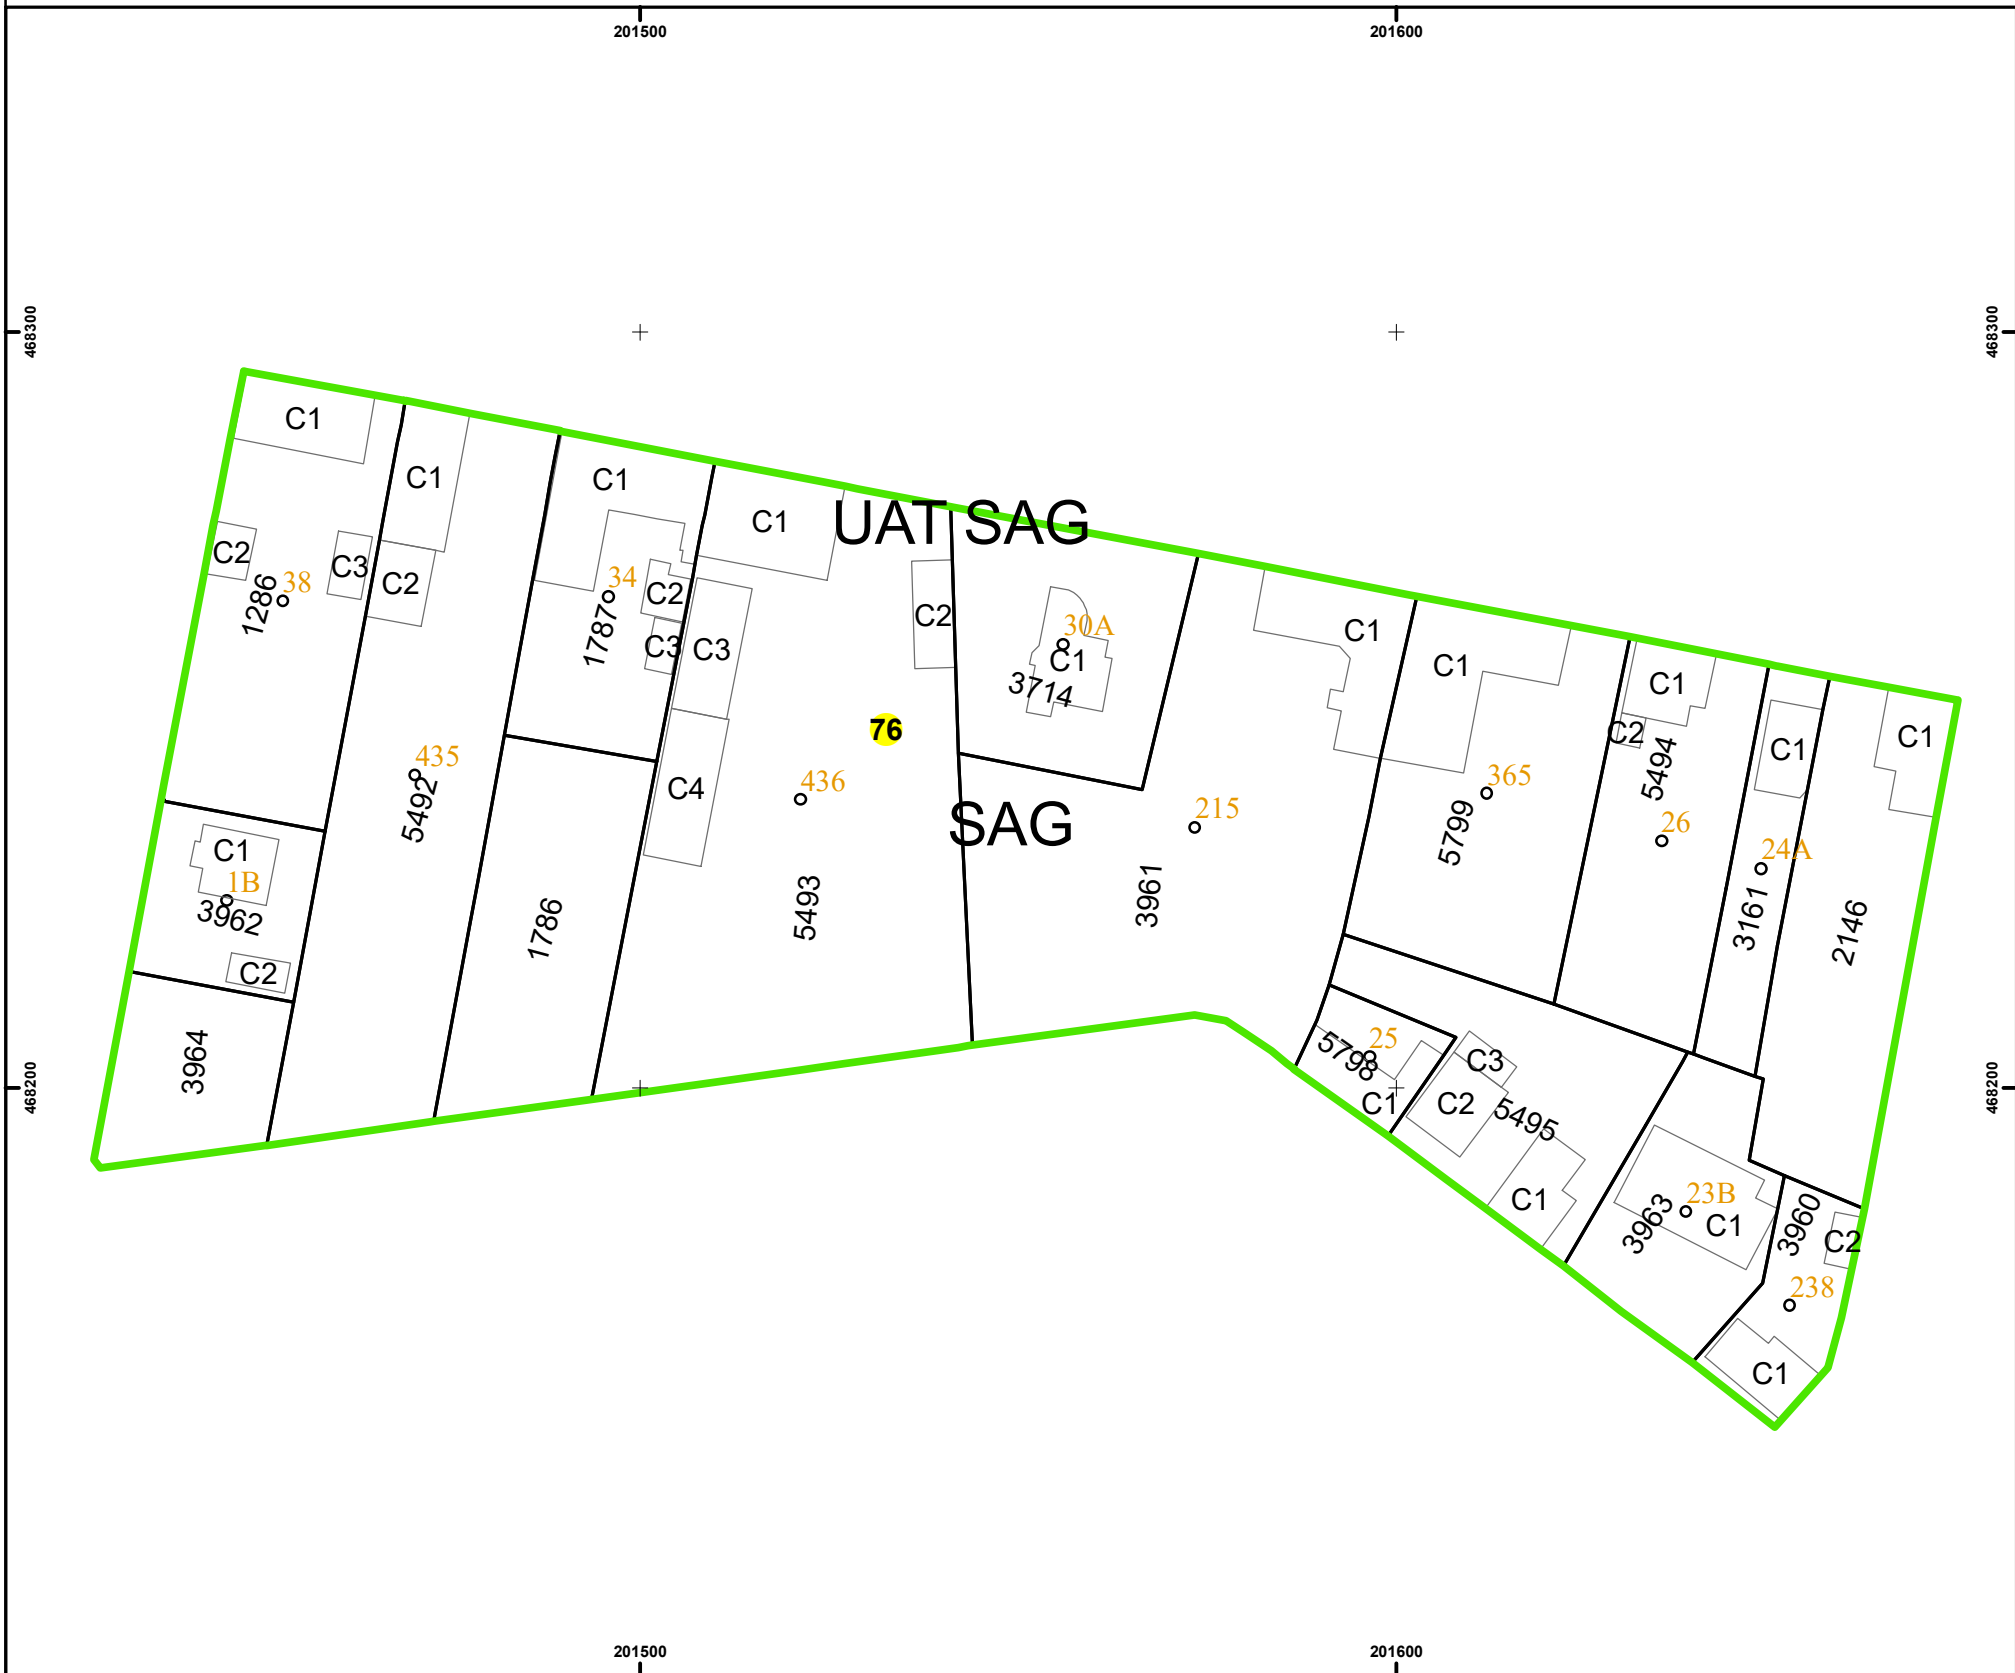 201500
201600
468300
468300
C1
C1
C1
C1
UAT SAG
C2
C3
C2
38
1286
34
1787
C2
C3
C3
C2
30A
C1
3714
C1
C1
C1
C2
5494
C1
C1
76
435
5492
C4
436
SAG
215
365
5799
26
24A
C1
1B
3962
C2
1786
5493
3961
3161
2146
3964
468200
468200
25
5798
C1
C3
C2
5495
C1
23B
3963
C1
3960
C2
238
C1
201500
201600